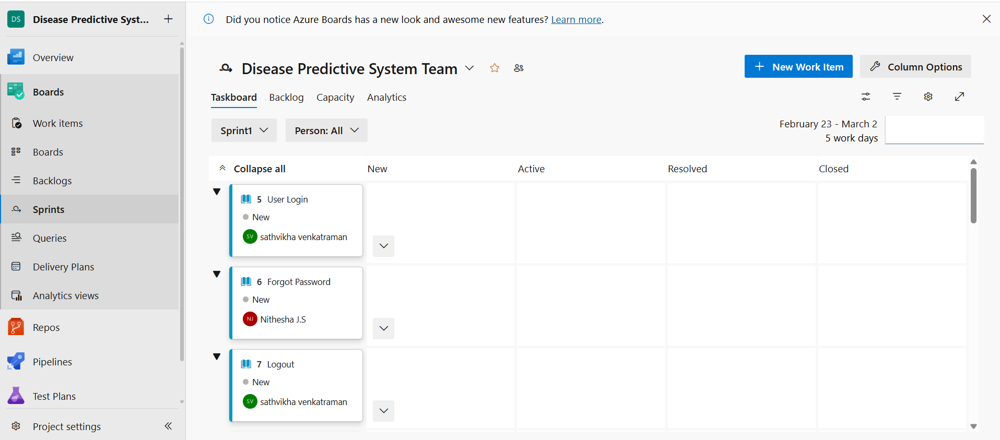 DS Disease Predictive Syst... +
Overview
Boards
Work items
Boards
Backlogs
Sprints
Queries
Delivery Plans
Analytics views
Repos
Pipelines
Test Plans
Project settings
Did you notice Azure Boards has a new look and awesome new features? Learn more.
Disease Predictive System Team
+ New Work Item
Column Options
Taskboard Backlog Capacity Analytics
Sprint1 Person: All
February 23 - March 2
5 work days
Collapse all New Active Resolved Closed
5 User Login
New
SV sathvikha venkatraman
6 Forgot Password
New
NJ Nithesha J.S
7 Logout
New
SV sathvikha venkatraman